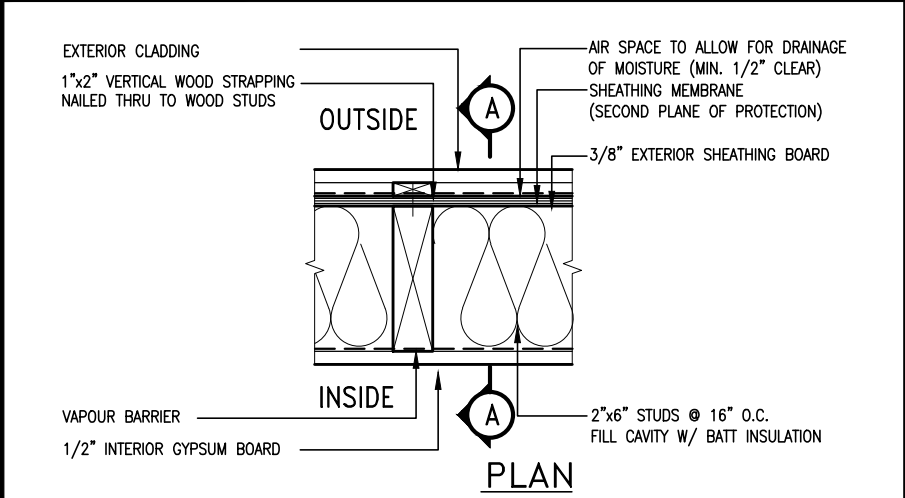 EXTERIOR CLADDING
1"x2" VERTICAL WOOD STRAPPING
NAILED THRU TO WOOD STUDS
OUTSIDE
A
AIR SPACE TO ALLOW FOR DRAINAGE
OF MOISTURE (MIN. 1/2" CLEAR)
SHEATHING MEMBRANE
(SECOND PLANE OF PROTECTION)
3/8" EXTERIOR SHEATHING BOARD
INSIDE
VAPOUR BARRIER
1/2" INTERIOR GYPSUM BOARD
A
2"x6" STUDS @ 16" O.C.
FILL CAVITY W/ BATT INSULATION
PLAN